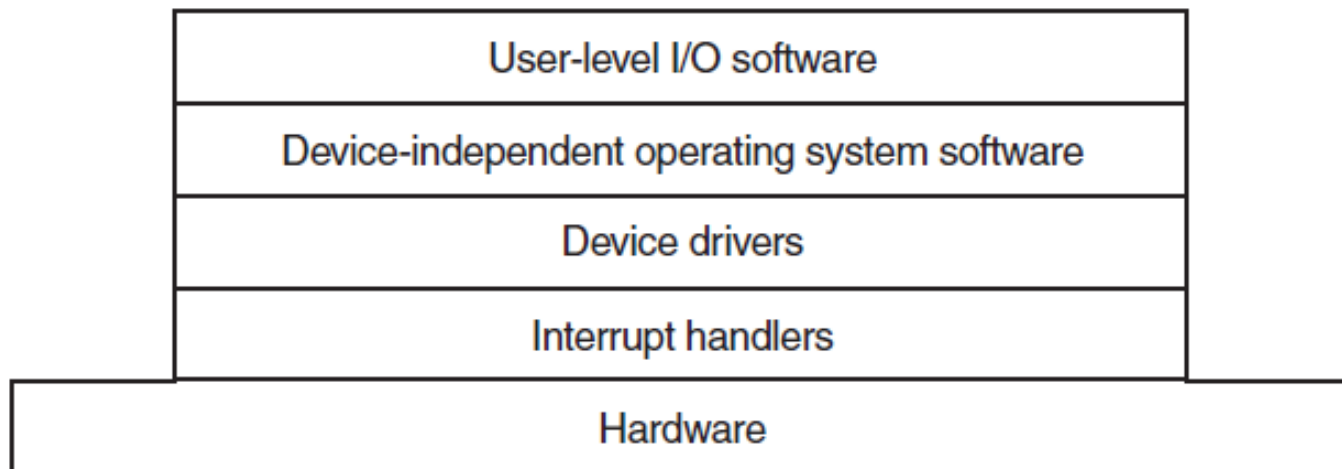 User-level I/O software
Device-independent operating system software
Device drivers
Interrupt handlers
Hardware